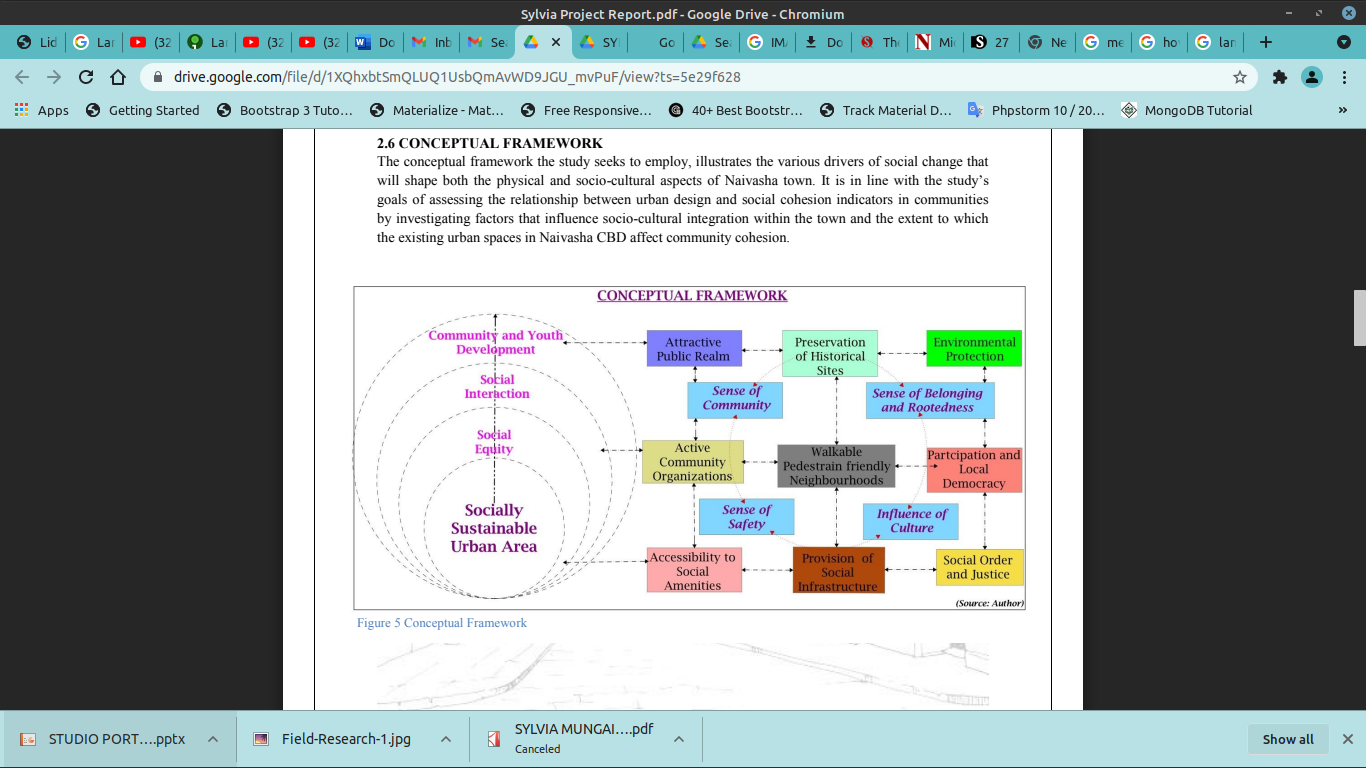 Sylvia Project Report.pdf - Google Drive - Chromium
Lid
Lar
(32
Lar
(32
(32
Do
Inb
Se
SY
Go
Se
IM
Do
Th
Mi
27
Ne
me
ho
lar
drive.google.com/file/d/1XQhxbtSmQLUQ1UsbQmAvWD9JGU_mvPuF/view?ts=5e29f628
Apps
Getting Started
Bootstrap 3 Tuto...
Materialize - Mat...
Free Responsive...
40+ Best Bootstr...
Track Material D...
Phpstorm 10 / 20...
MongoDB Tutorial
»
2.6 CONCEPTUAL FRAMEWORK
The conceptual framework the study seeks to employ, illustrates the various drivers of social change that
will shape both the physical and socio-cultural aspects of Naivasha town. It is in line with the study's
goals of assessing the relationship between urban design and social cohesion indicators in communities
by investigating factors that influence socio-cultural integration within the town and the extent to which
the existing urban spaces in Naivasha CBD affect community cohesion.
CONCEPTUAL FRAMEWORK
Community and Youth
Development
Social
Interaction
Social
Equity
Socially
Sustainable
Urban Area
Attractive
Public Realm
Preservation
of Historical
Sites
Environmental
Protection
Sense of
Community
Sense of Belonging
and Rootedness
Active
Community
Organizations
Walkable
Pedestrain friendly
Neighbourhoods
Partcipation and
Local
Democracy
Sense of
Safety
Influence of
Culture
Accessibility to
Social
Amenities
Provision of
Social
Infrastructure
Social Order
and Justice
(Source: Author)
Figure 5 Conceptual Framework
STUDIO PORT....pptx
Field-Research-1.jpg
SYLVIA MUNGAI....pdf
Canceled
Show all